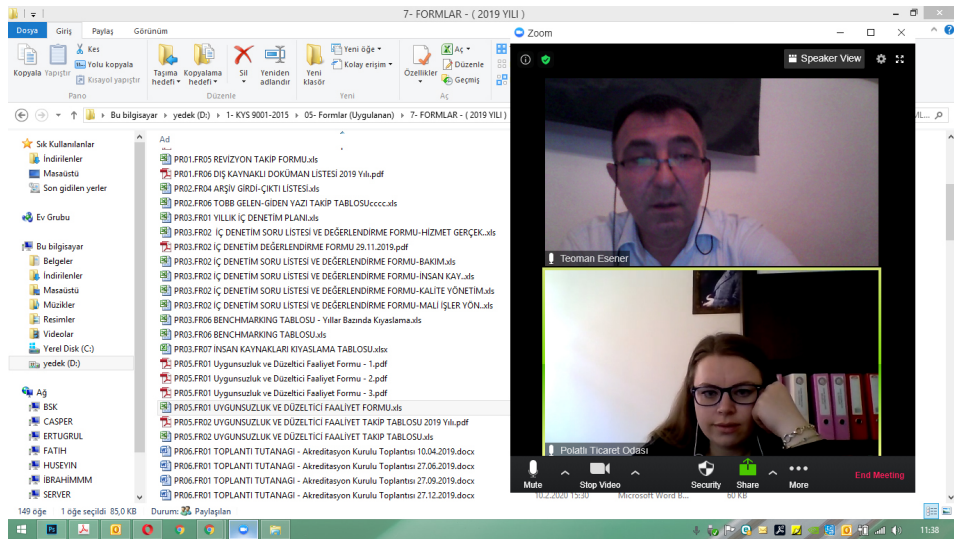 7- FORMLAR - ( 2019 YILI )
Dosya Giriş Paylaş Görünüm
Kopyala Yapıştır
Kes
Yolu kopyala
Kısayol yapıştır
Taşıma hedefi
Kopyalama hedefi
Sil
Yeniden adlandır
Yeni klasör
Yeni öğe
Kolay erişim
Özellikler
Aç
Düzenle
Geçmiş
Pano Düzenle Yeni Aç
Bu bilgisayar yedek (D:) 1- KYS 9001-2015 05- Formlar (Uygulanan) 7- FORMLAR - ( 2019 YILI )
Sık Kullanılanlar
İndirilenler
Masaüstü
Son gidilen yerler
Ev Grubu
Bu bilgisayar
Belgeler
İndirilenler
Masaüstü
Müzikler
Resimler
Videolar
Yerel Disk (C:)
yedek (D:)
Ağ
BSK
CASPER
ERTUGRUL
FATIH
HUSEYIN
İBRAHİMMM
SERVER
Ad
PR01.FR05 REVİZYON TAKİP FORMU.xls
PR01.FR06 DIŞ KAYNAKLI DOKÜMAN LİSTESİ 2019 Yılı.pdf
PR02.FR04 ARŞİV GİRDİ-ÇIKTI LİSTESİ.xls
PR02.FR06 TOBB GELEN-GİDEN YAZI TAKİP TABLOSUcccc.xls
PR03.FR01 YILLIK İÇ DENETİM PLANI.xls
PR03.FR02 İÇ DENETİM SORU LİSTESİ VE DEĞERLENDİRME FORMU-HİZMET GERÇEK..xls
PR03.FR02 İÇ DENETİM DEĞERLENDİRME FORMU 29.11.2019.pdf
PR03.FR02 İÇ DENETİM SORU LİSTESİ VE DEĞERLENDİRME FORMU-BAKIM.xls
PR03.FR02 İÇ DENETİM SORU LİSTESİ VE DEĞERLENDİRME FORMU-İNSAN KAY..xls
PR03.FR02 İÇ DENETİM SORU LİSTESİ VE DEĞERLENDİRME FORMU-KALİTE YÖNETİM.xls
PR03.FR02 İÇ DENETİM SORU LİSTESİ VE DEĞERLENDİRME FORMU-MALİ İŞLER YÖN..xls
PR03.FR06 BENCHMARKING TABLOSU - Yıllar Bazında Kıyaslama.xls
PR03.FR06 BENCHMARKING TABLOSU.xls
PR03.FR07 İNSAN KAYNAKLARI KIYASLAMA TABLOSU.xlsx
PR05.FR01 Uygunsuzluk ve Düzeltici Faaliyet Formu - 1.pdf
PR05.FR01 Uygunsuzluk ve Düzeltici Faaliyet Formu - 2.pdf
PR05.FR01 Uygunsuzluk ve Düzeltici Faaliyet Formu - 3.pdf
PR05.FR01 UYGUNSUZLUK VE DÜZELTİCİ FAALİYET FORMU.xls
PR05.FR02 UYGUNSUZLUK VE DÜZELTİCİ FAALİYET TAKİP TABLOSU 2019 Yılı.pdf
PR05.FR02 UYGUNSUZLUK VE DÜZELTİCİ FAALİYET TAKİP TABLOSU.xls
PR06.FR01 TOPLANTI TUTANAGI - Akreditasyon Kurulu Toplantısı 10.04.2019.docx
PR06.FR01 TOPLANTI TUTANAGI - Akreditasyon Kurulu Toplantısı 27.06.2019.docx
PR06.FR01 TOPLANTI TUTANAGI - Akreditasyon Kurulu Toplantısı 27.09.2019.docx
PR06.FR01 TOPLANTI TUTANAGI - Akreditasyon Kurulu Toplantısı 27.12.2019.docx
10.2.2020 15:30 Microsoft Word B... 60 KB
149 öğe 1 öğe seçildi 85,0 KB Durum: Paylaşılan
Zoom
Speaker View
Teoman Esener
Polatlı Ticaret Odası
Mute Stop Video Security Share More End Meeting
11:38